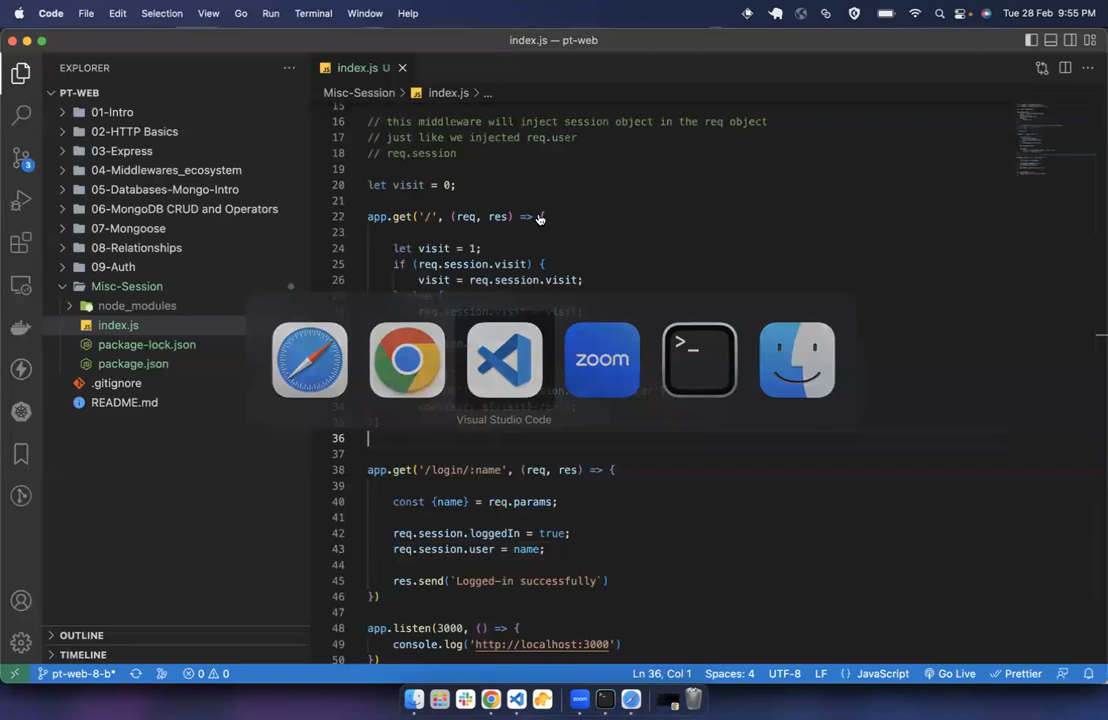 Code File Edit Selection View Go Run Terminal Window Help Tue 28 Feb 9:55 PM
index.js — pt-web
EXPLORER
index.js U
PT-WEB
Misc-Session > index.js > ...
01-Intro
02-HTTP Basics
03-Express
04-Middlewares_ecosystem
05-Databases-Mongo-Intro
06-MongoDB CRUD and Operators
07-Mongoose
08-Relationships
09-Auth
Misc-Session
node_modules
index.js
package-lock.json
package.json
.gitignore
README.md
15
16 // this middleware will inject session object in the req object
17 // just like we injected req.user
18 // req.session
19
20 let visit = 0;
21
22 app.get('/', (req, res) => {
23
24 let visit = 1;
25 if (req.session.visit) {
26 visit = req.session.visit;
zoom
>_
Visual Studio Code
36
37
38 app.get('/login/:name', (req, res) => {
39
40 const {name} = req.params;
41
42 req.session.loggedIn = true;
43 req.session.user = name;
44
45 res.send(`Logged-in successfully`)
46 })
47
48 app.listen(3000, () => {
49 console.log('http://localhost:3000')
50 })
OUTLINE
TIMELINE
3
pt-web-8-b* 0 0 Ln 36, Col 1 Spaces: 4 UTF-8 LF {} JavaScript Go Live Prettier
zoom